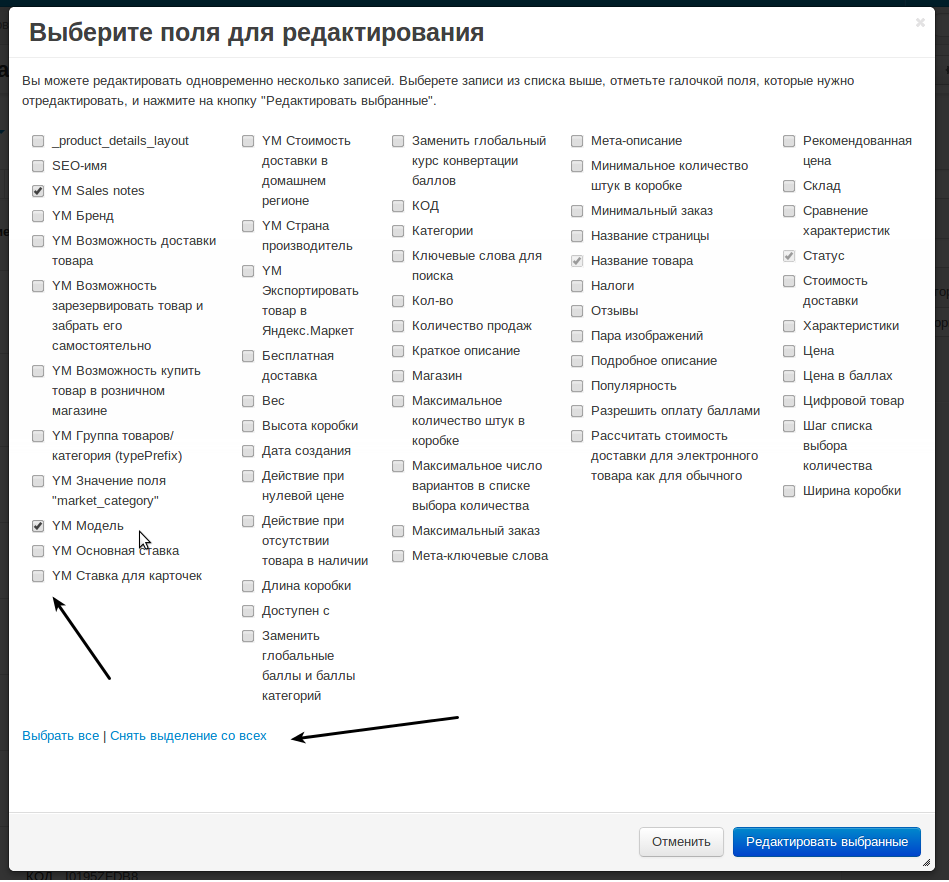 Выберите поля для редактирования
Вы можете редактировать одновременно несколько записей. Выберете записи из списка выше, отметьте галочкой поля, которые нужно
отредактировать, и нажмите на кнопку "Редактировать выбранные".
_product_details_layout
SEO-имя
YM Sales notes
YM Бренд
YM Возможность доставки
товара
YM Возможность
зарезервировать товар и
забрать его
самостоятельно
YM Возможность купить
товар в розничном
магазине
YM Группа товаров/
категория (typePrefix)
YM Значение поля
"market_category"
YM Модель
YM Основная ставка
YM Ставка для карточек
YM Стоимость
доставки в
домашнем
регионе
YM Страна
производитель
YM
Экспортировать
товар в
Яндекс.Маркет
Бесплатная
доставка
Вес
Высота коробки
Дата создания
Действие при
нулевой цене
Действие при
отсутствии
товара в наличии
Длина коробки
Доступен с
Заменить
глобальные
баллы и баллы
категорий
Заменить глобальный
курс конвертации
баллов
КОД
Категории
Ключевые слова для
поиска
Кол-во
Количество продаж
Краткое описание
Магазин
Максимальное
количество штук в
коробке
Максимальное число
вариантов в списке
выбора количества
Максимальный заказ
Мета-ключевые слова
Мета-описание
Минимальное количество
штук в коробке
Минимальный заказ
Название страницы
Название товара
Налоги
Отзывы
Пара изображений
Подробное описание
Популярность
Разрешить оплату баллами
Рассчитать стоимость
доставки для электронного
товара как для обычного
Рекомендованная
цена
Склад
Сравнение
характеристик
Статус
Стоимость
доставки
Характеристики
Цена
Цена в баллах
Цифровой товар
Шаг списка
выбора
количества
Ширина коробки
Выбрать все | Снять выделение со всех
Отменить
Редактировать выбранные